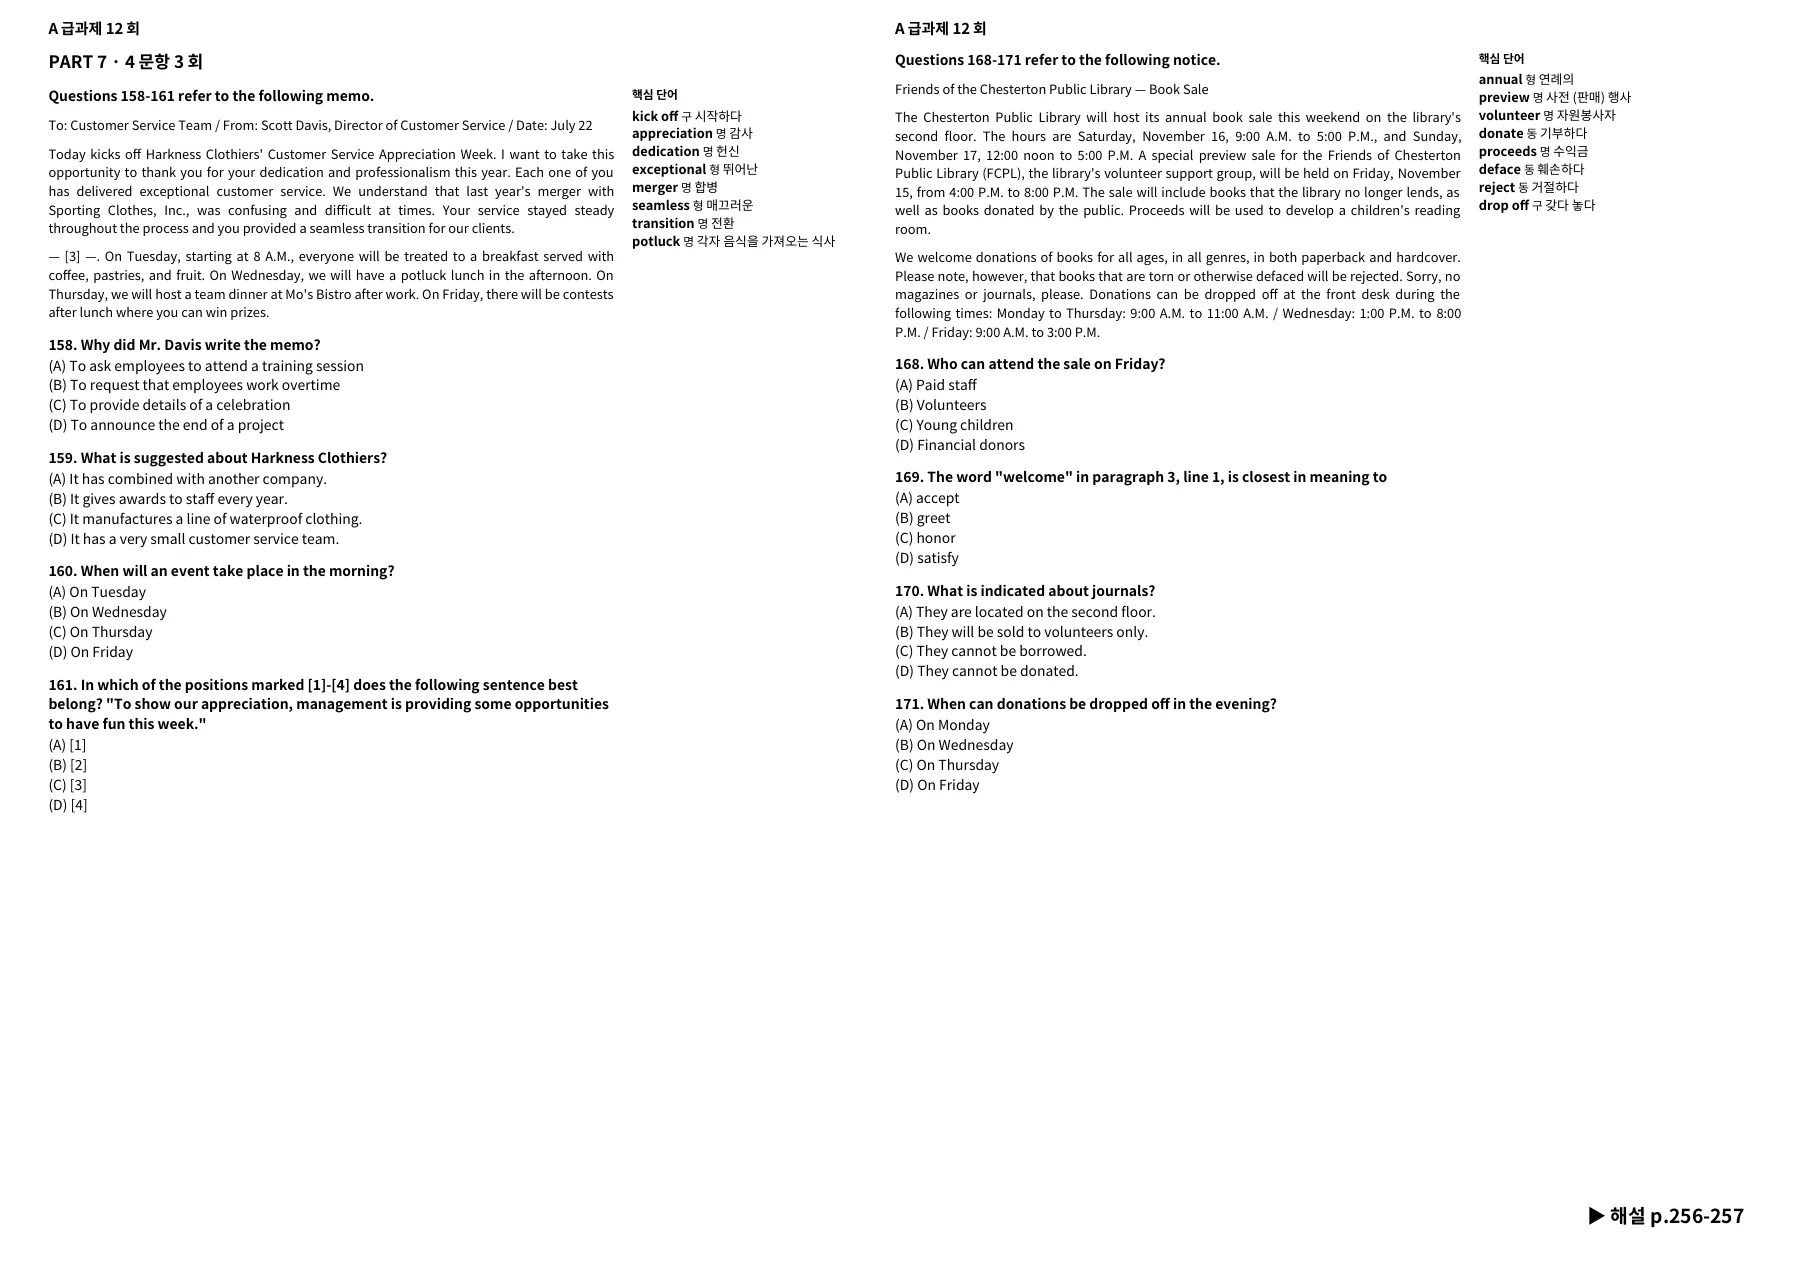 A 급과제 12 회
PART 7 · 4 문항 3 회
Questions 158-161 refer to the following memo.
To: Customer Service Team / From: Scott Davis, Director of Customer Service / Date: July 22
Today kicks off Harkness Clothiers' Customer Service Appreciation Week. I want to take this
opportunity to thank you for your dedication and professionalism this year. Each one of you
has delivered exceptional customer service. We understand that last year's merger with
Sporting Clothes, Inc., was confusing and difficult at times. Your service stayed steady
throughout the process and you provided a seamless transition for our clients.
— [3] —. On Tuesday, starting at 8 A.M., everyone will be treated to a breakfast served with
coffee, pastries, and fruit. On Wednesday, we will have a potluck lunch in the afternoon. On
Thursday, we will host a team dinner at Mo's Bistro after work. On Friday, there will be contests
after lunch where you can win prizes.
158. Why did Mr. Davis write the memo?
(A) To ask employees to attend a training session
(B) To request that employees work overtime
(C) To provide details of a celebration
(D) To announce the end of a project
159. What is suggested about Harkness Clothiers?
(A) It has combined with another company.
(B) It gives awards to staff every year.
(C) It manufactures a line of waterproof clothing.
(D) It has a very small customer service team.
160. When will an event take place in the morning?
(A) On Tuesday
(B) On Wednesday
(C) On Thursday
(D) On Friday
161. In which of the positions marked [1]-[4] does the following sentence best
belong? "To show our appreciation, management is providing some opportunities
to have fun this week."
(A) [1]
(B) [2]
(C) [3]
(D) [4]
핵심 단어
kick off 구 시작하다
appreciation 명 감사
dedication 명 헌신
exceptional 형 뛰어난
merger 명 합병
seamless 형 매끄러운
transition 명 전환
potluck 명 각자 음식을 가져오는 식사
A 급과제 12 회
Questions 168-171 refer to the following notice.
Friends of the Chesterton Public Library — Book Sale
The Chesterton Public Library will host its annual book sale this weekend on the library's
second floor. The hours are Saturday, November 16, 9:00 A.M. to 5:00 P.M., and Sunday,
November 17, 12:00 noon to 5:00 P.M. A special preview sale for the Friends of Chesterton
Public Library (FCPL), the library's volunteer support group, will be held on Friday, November
15, from 4:00 P.M. to 8:00 P.M. The sale will include books that the library no longer lends, as
well as books donated by the public. Proceeds will be used to develop a children's reading
room.
We welcome donations of books for all ages, in all genres, in both paperback and hardcover.
Please note, however, that books that are torn or otherwise defaced will be rejected. Sorry, no
magazines or journals, please. Donations can be dropped off at the front desk during the
following times: Monday to Thursday: 9:00 A.M. to 11:00 A.M. / Wednesday: 1:00 P.M. to 8:00
P.M. / Friday: 9:00 A.M. to 3:00 P.M.
168. Who can attend the sale on Friday?
(A) Paid staff
(B) Volunteers
(C) Young children
(D) Financial donors
169. The word "welcome" in paragraph 3, line 1, is closest in meaning to
(A) accept
(B) greet
(C) honor
(D) satisfy
170. What is indicated about journals?
(A) They are located on the second floor.
(B) They will be sold to volunteers only.
(C) They cannot be borrowed.
(D) They cannot be donated.
171. When can donations be dropped off in the evening?
(A) On Monday
(B) On Wednesday
(C) On Thursday
(D) On Friday
핵심 단어
annual 형 연례의
preview 명 사전 (판매) 행사
volunteer 명 자원봉사자
donate 동 기부하다
proceeds 명 수익금
deface 동 훼손하다
reject 동 거절하다
drop off 구 갖다 놓다
▶ 해설 p.256-257